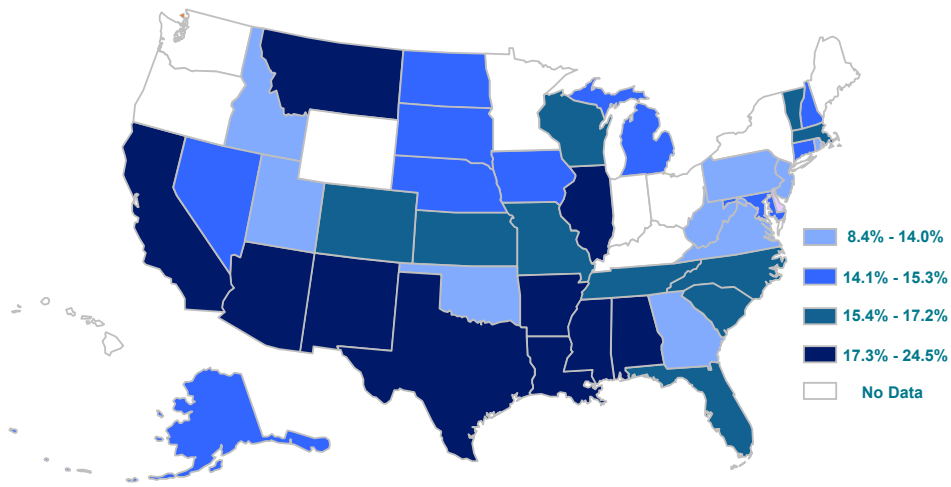 8.4% - 14.0%
14.1% - 15.3%
15.4% - 17.2%
17.3% - 24.5%
No Data